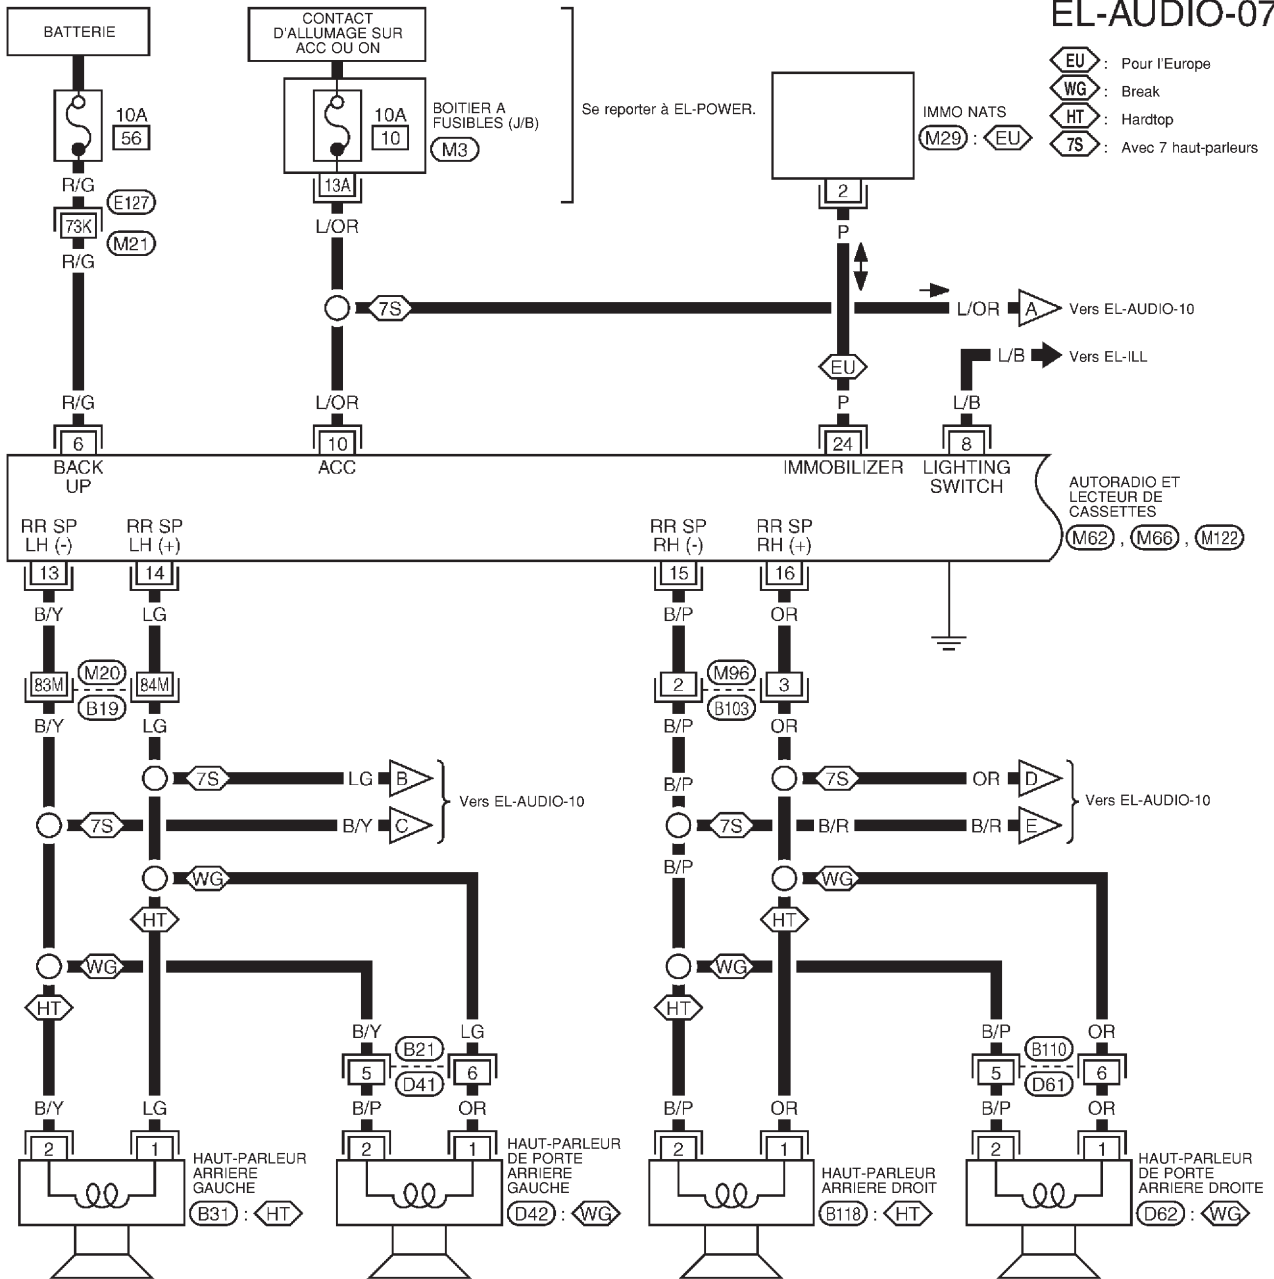 EL-AUDIO-07
BATTERIE
CONTACT
D'ALLUMAGE SUR
ACC OU ON
EU : Pour l'Europe
WG : Break
HT : Hardtop
7S : Avec 7 haut-parleurs
10A
56
10A
10
BOITIER A
FUSIBLES (J/B)
M3
Se reporter à EL-POWER.
IMMO NATS
M29 : EU
R/G
13A
2
E127
73K
M21
L/OR
P
R/G
7S
L/OR
A
Vers EL-AUDIO-10
L/B
Vers EL-ILL
EU
R/G
L/OR
P
L/B
6
10
24
8
BACK
UP
ACC
IMMOBILIZER
LIGHTING
SWITCH
AUTORADIO ET
LECTEUR DE
CASSETTES
M62 , M66 , M122
RR SP
LH (-)
RR SP
LH (+)
RR SP
RH (-)
RR SP
RH (+)
13
14
15
16
B/Y
LG
B/P
OR
83M
M20
B19
84M
2
M96
B103
3
B/Y
LG
B/P
OR
7S
LG
B
B/P
7S
OR
D
Vers EL-AUDIO-10
Vers EL-AUDIO-10
7S
B/Y
C
7S
B/R
B/R
E
B/P
WG
WG
HT
HT
WG
WG
HT
HT
B/Y
LG
B/P
OR
5
B21
D41
6
5
B110
D61
6
B/Y
LG
B/P
OR
B/P
OR
B/P
OR
2
1
2
1
2
1
2
1
HAUT-PARLEUR
ARRIERE
GAUCHE
B31 : HT
HAUT-PARLEUR
DE PORTE
ARRIERE
GAUCHE
D42 : WG
HAUT-PARLEUR
ARRIERE DROIT
B118 : HT
HAUT-PARLEUR
DE PORTE
ARRIERE DROITE
D62 : WG